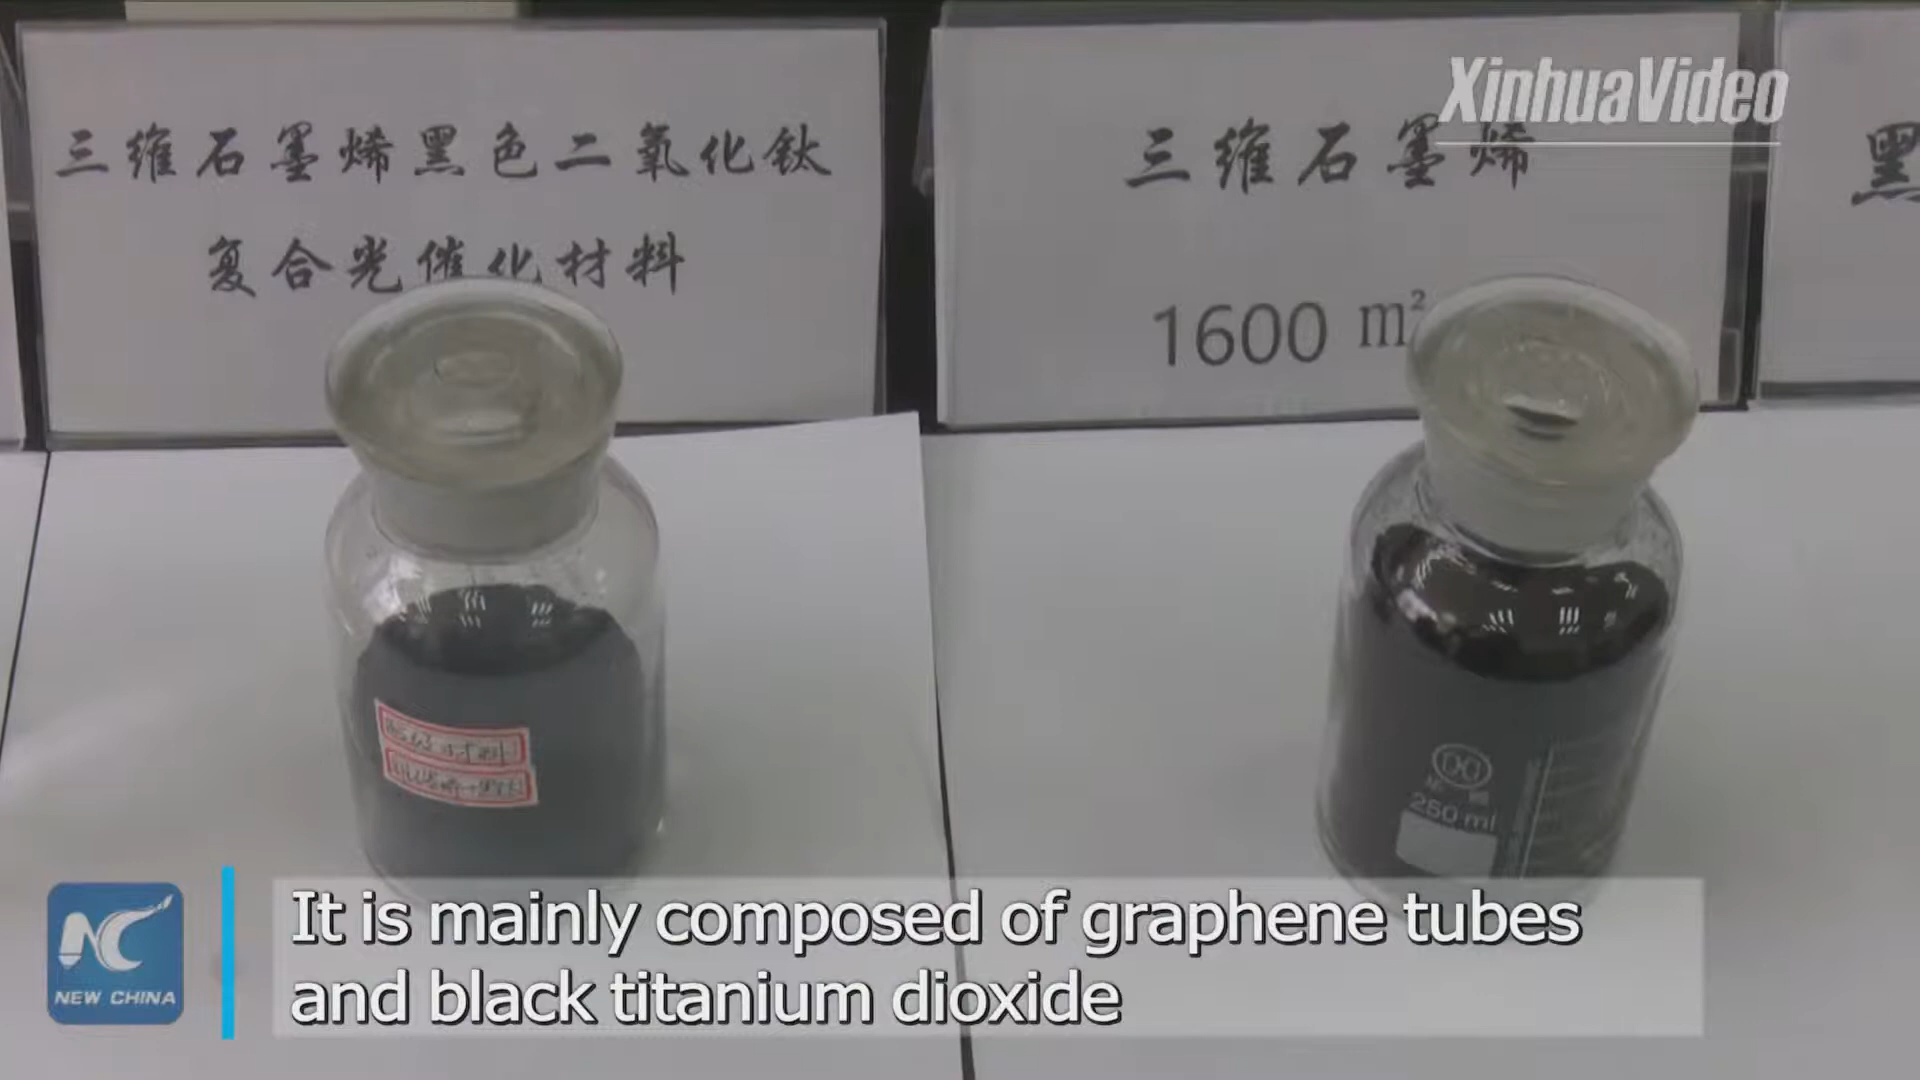 三维石墨烯黑色二氧化钛
复合光催化材料
三维石墨烯
1600 m²
黑
XinhuaVideo
250 ml
NEW CHINA
It is mainly composed of graphene tubes
and black titanium dioxide